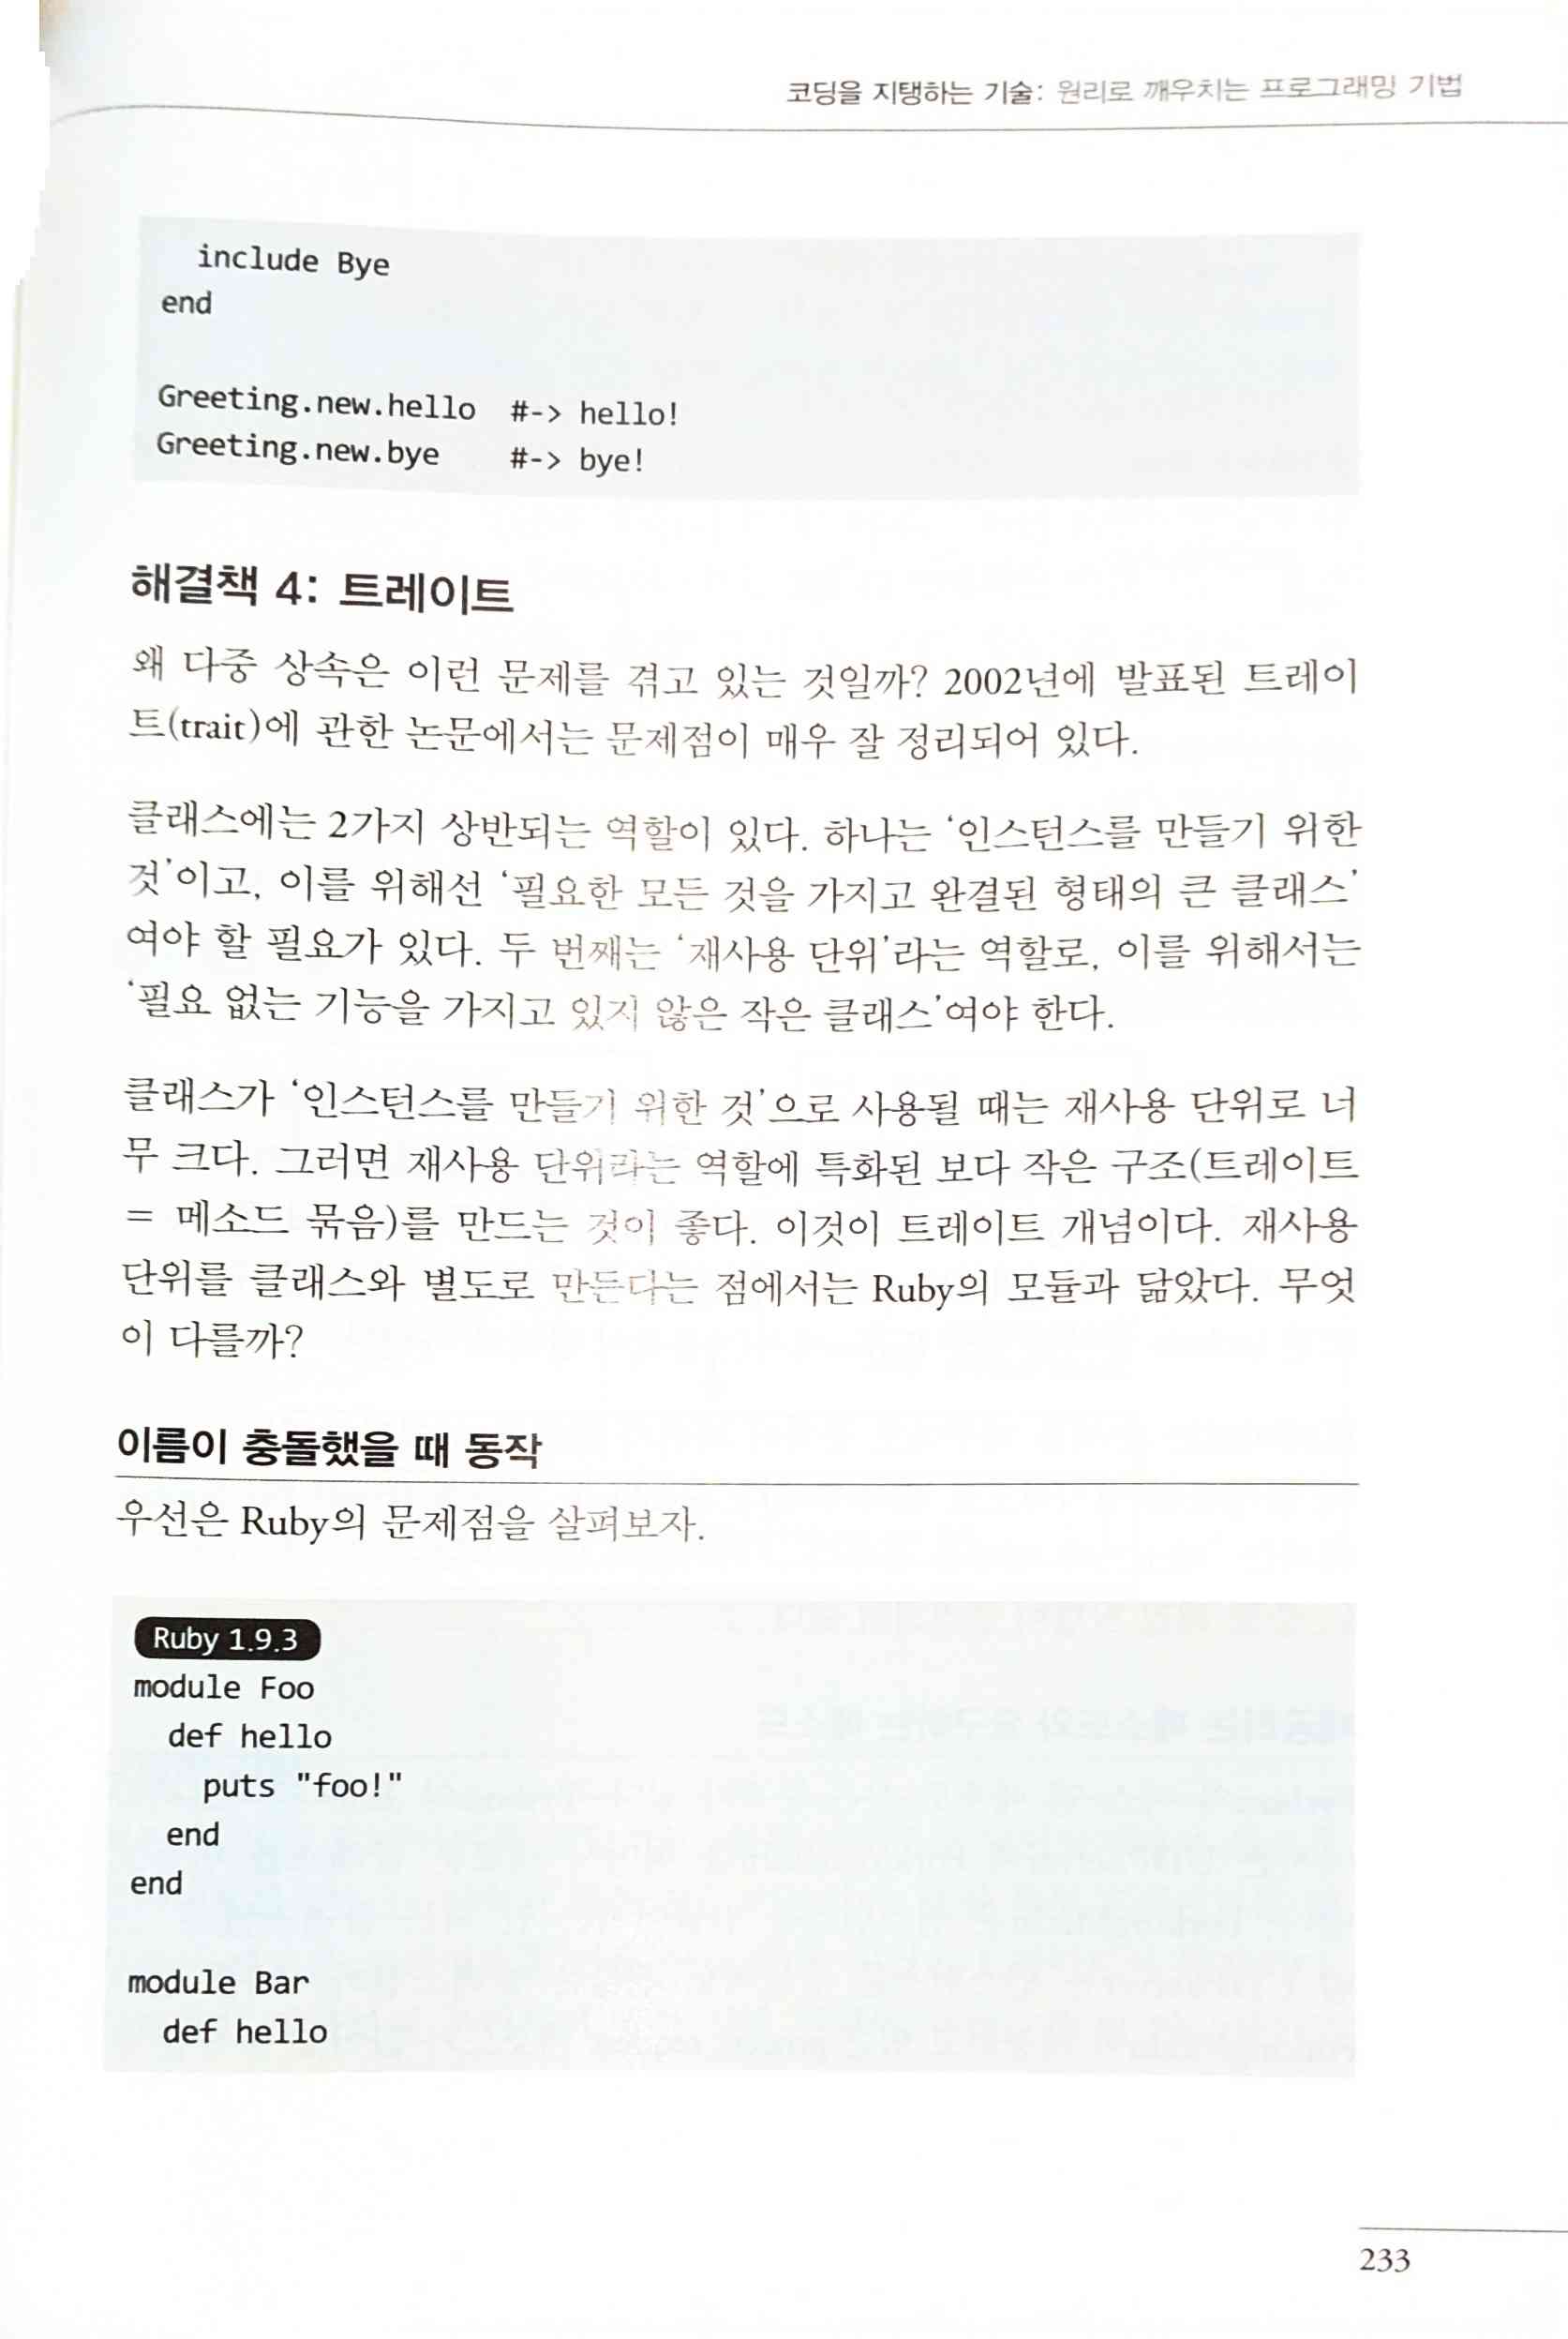 코딩을 지탱하는 기술: 원리로 깨우치는 프로그래밍 기법
  include Bye
end

Greeting.new.hello  #-> hello!
Greeting.new.bye    #-> bye!
해결책 4: 트레이트
왜 다중 상속은 이런 문제를 겪고 있는 것일까? 2002년에 발표된 트레이
트(trait)에 관한 논문에서는 문제점이 매우 잘 정리되어 있다.
클래스에는 2가지 상반되는 역할이 있다. 하나는 ‘인스턴스를 만들기 위한
것’이고, 이를 위해선 ‘필요한 모든 것을 가지고 완결된 형태의 큰 클래스’
여야 할 필요가 있다. 두 번째는 ‘재사용 단위’라는 역할로, 이를 위해서는
‘필요 없는 기능을 가지고 있지 않은 작은 클래스’여야 한다.
클래스가 ‘인스턴스를 만들기 위한 것’으로 사용될 때는 재사용 단위로 너
무 크다. 그러면 재사용 단위라는 역할에 특화된 보다 작은 구조(트레이트
= 메소드 묶음)를 만드는 것이 좋다. 이것이 트레이트 개념이다. 재사용
단위를 클래스와 별도로 만든다는 점에서는 Ruby의 모듈과 닮았다. 무엇
이 다를까?
이름이 충돌했을 때 동작
우선은 Ruby의 문제점을 살펴보자.
Ruby 1.9.3
module Foo
  def hello
    puts "foo!"
  end
end

module Bar
  def hello
233